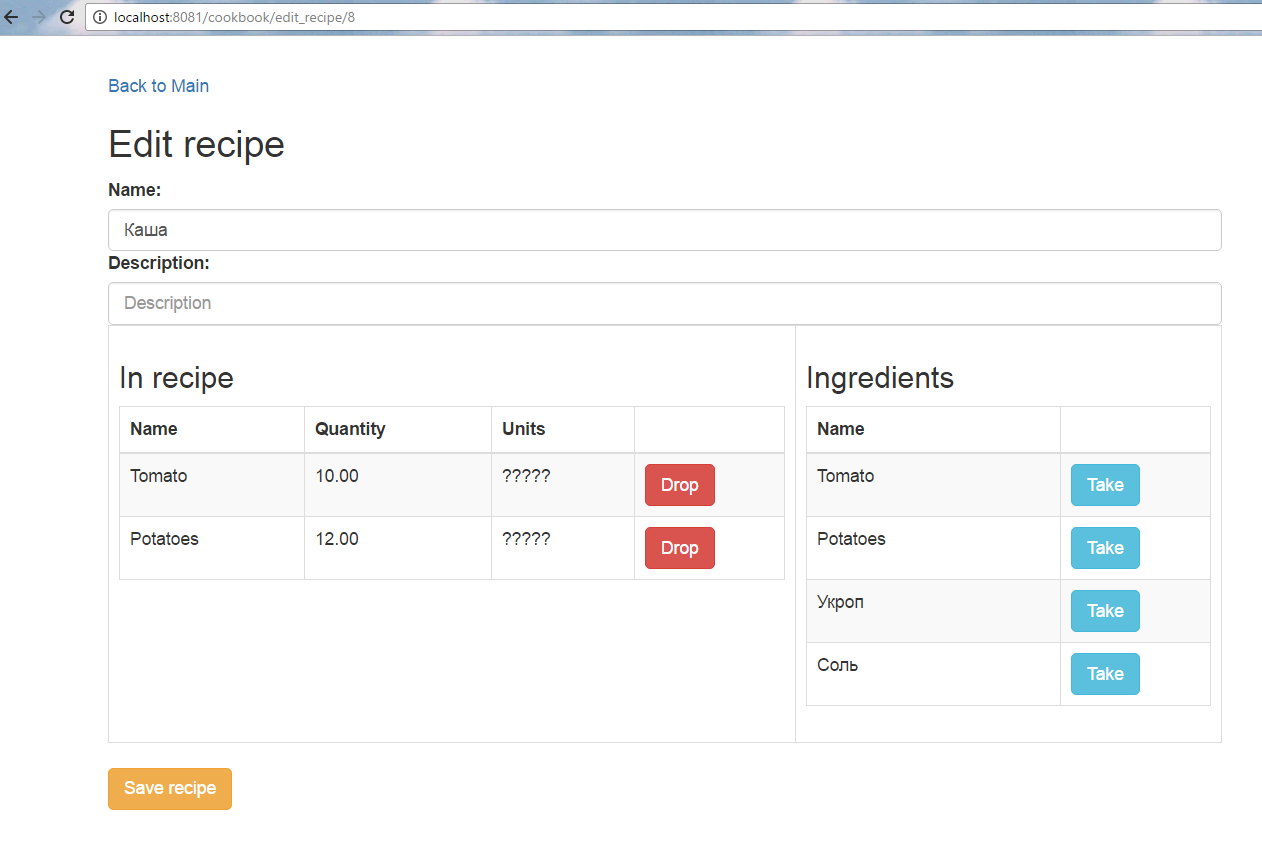 localhost:8081/cookbook/edit_recipe/8
Back to Main
Edit recipe
Name:
Каша
Description:
Description
In recipe
Name Quantity Units
Tomato 10.00 ????? Drop
Potatoes 12.00 ????? Drop
Ingredients
Name
Tomato Take
Potatoes Take
Укроп Take
Соль Take
Save recipe